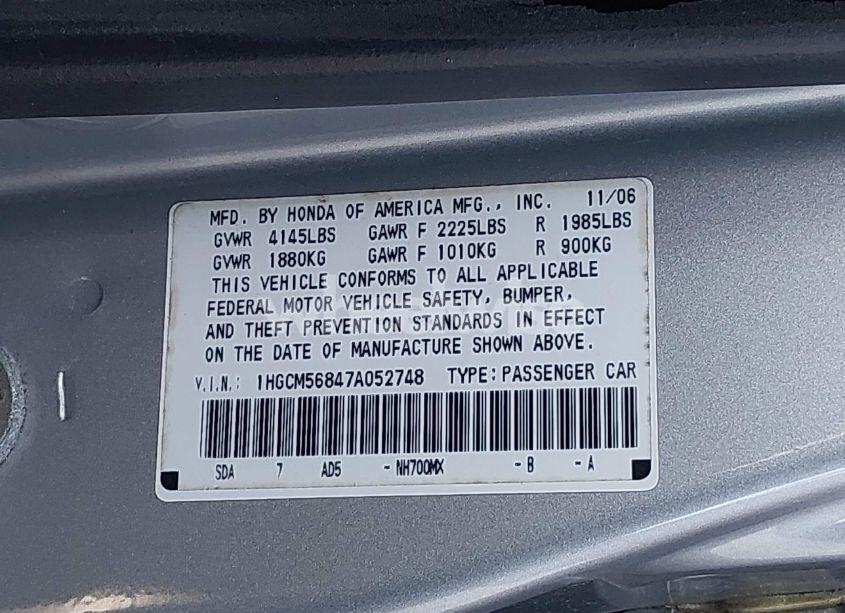 MFD. BY HONDA OF AMERICA MFG., INC. 11/06
GVWR 4145LBS GAWR F 2225LBS R 1985LBS
GVWR 1880KG GAWR F 1010KG R 900KG
THIS VEHICLE CONFORMS TO ALL APPLICABLE
FEDERAL MOTOR VEHICLE SAFETY, BUMPER,
AND THEFT PREVENTION STANDARDS IN EFFECT
ON THE DATE OF MANUFACTURE SHOWN ABOVE.
V.I.N.: 1HGCM56847A052748 TYPE: PASSENGER CAR
SDA 7 AD5 - NH700MX - B - A